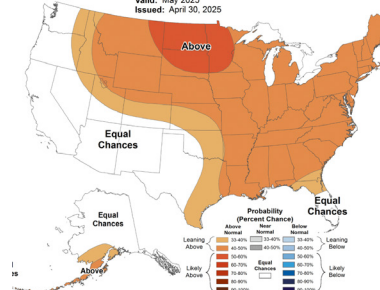 Valid: May 2025
Issued: April 30, 2025
Above
Equal
Chances
Equal
Chances
Equal
Chances
Above
Probability
(Percent Chance)
Above
Normal
Near
Normal
Below
Normal
Leaning
Above
33-40%
40-50%
50-60%
33-40%
40-50%
33-40%
40-50%
50-60%
Leaning
Below
Likely
Above
60-70%
70-80%
80-90%
Equal
Chances
60-70%
70-80%
80-90%
Likely
Below